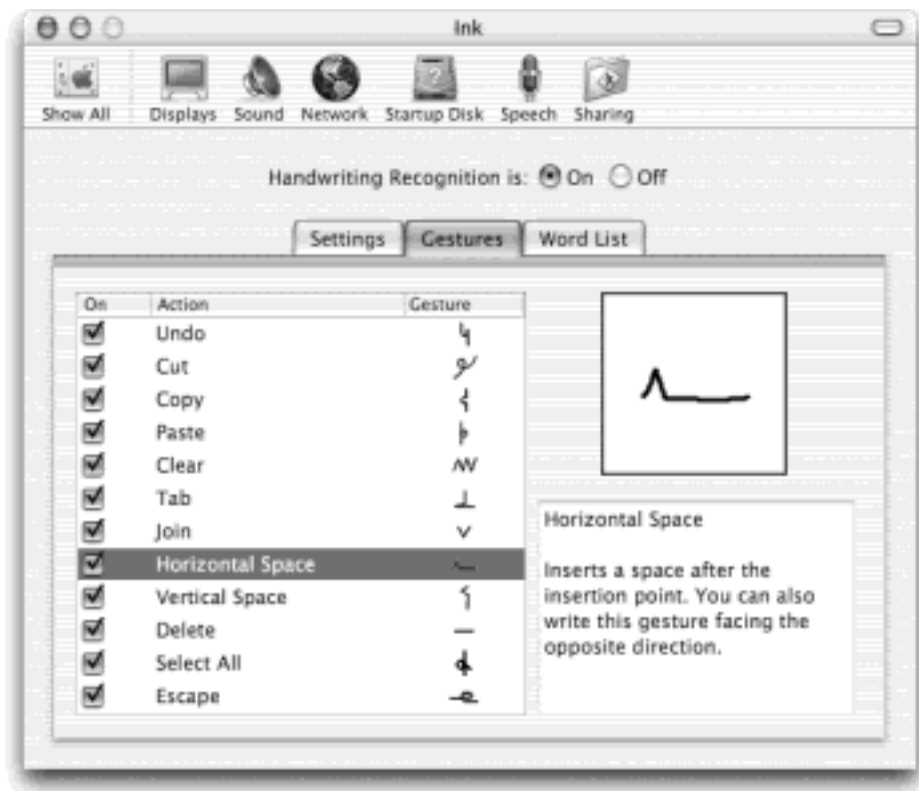 Ink
Show All Displays Sound Network Startup Disk Speech Sharing
Handwriting Recognition is: On Off
Settings Gestures Word List
On Action Gesture
Undo
Cut
Copy
Paste
Clear
Tab
Join
Horizontal Space
Vertical Space
Delete
Select All
Escape
Horizontal Space
Inserts a space after the
insertion point. You can also
write this gesture facing the
opposite direction.